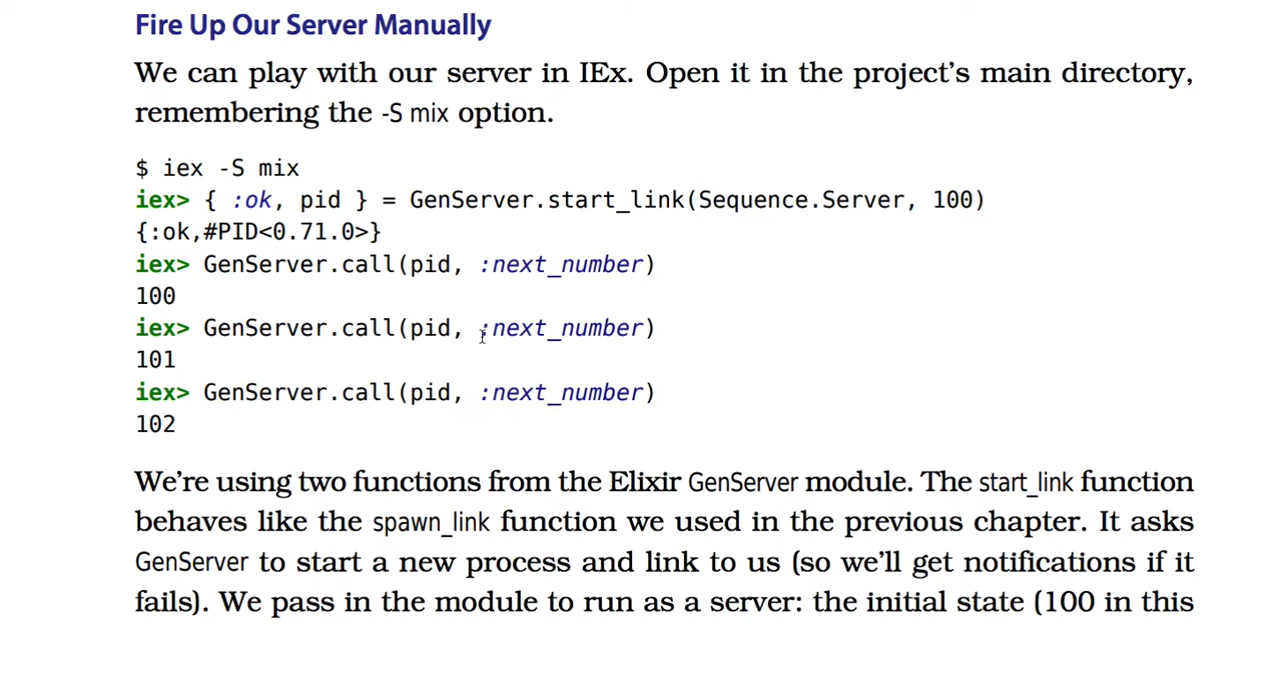 Fire Up Our Server Manually
We can play with our server in IEx. Open it in the project's main directory,
remembering the -S mix option.
$ iex -S mix
iex> { :ok, pid } = GenServer.start_link(Sequence.Server, 100)
{:ok,#PID<0.71.0>}
iex> GenServer.call(pid, :next_number)
100
iex> GenServer.call(pid, :next_number)
101
iex> GenServer.call(pid, :next_number)
102
We're using two functions from the Elixir GenServer module. The start_link function
behaves like the spawn_link function we used in the previous chapter. It asks
GenServer to start a new process and link to us (so we'll get notifications if it
fails). We pass in the module to run as a server: the initial state (100 in this